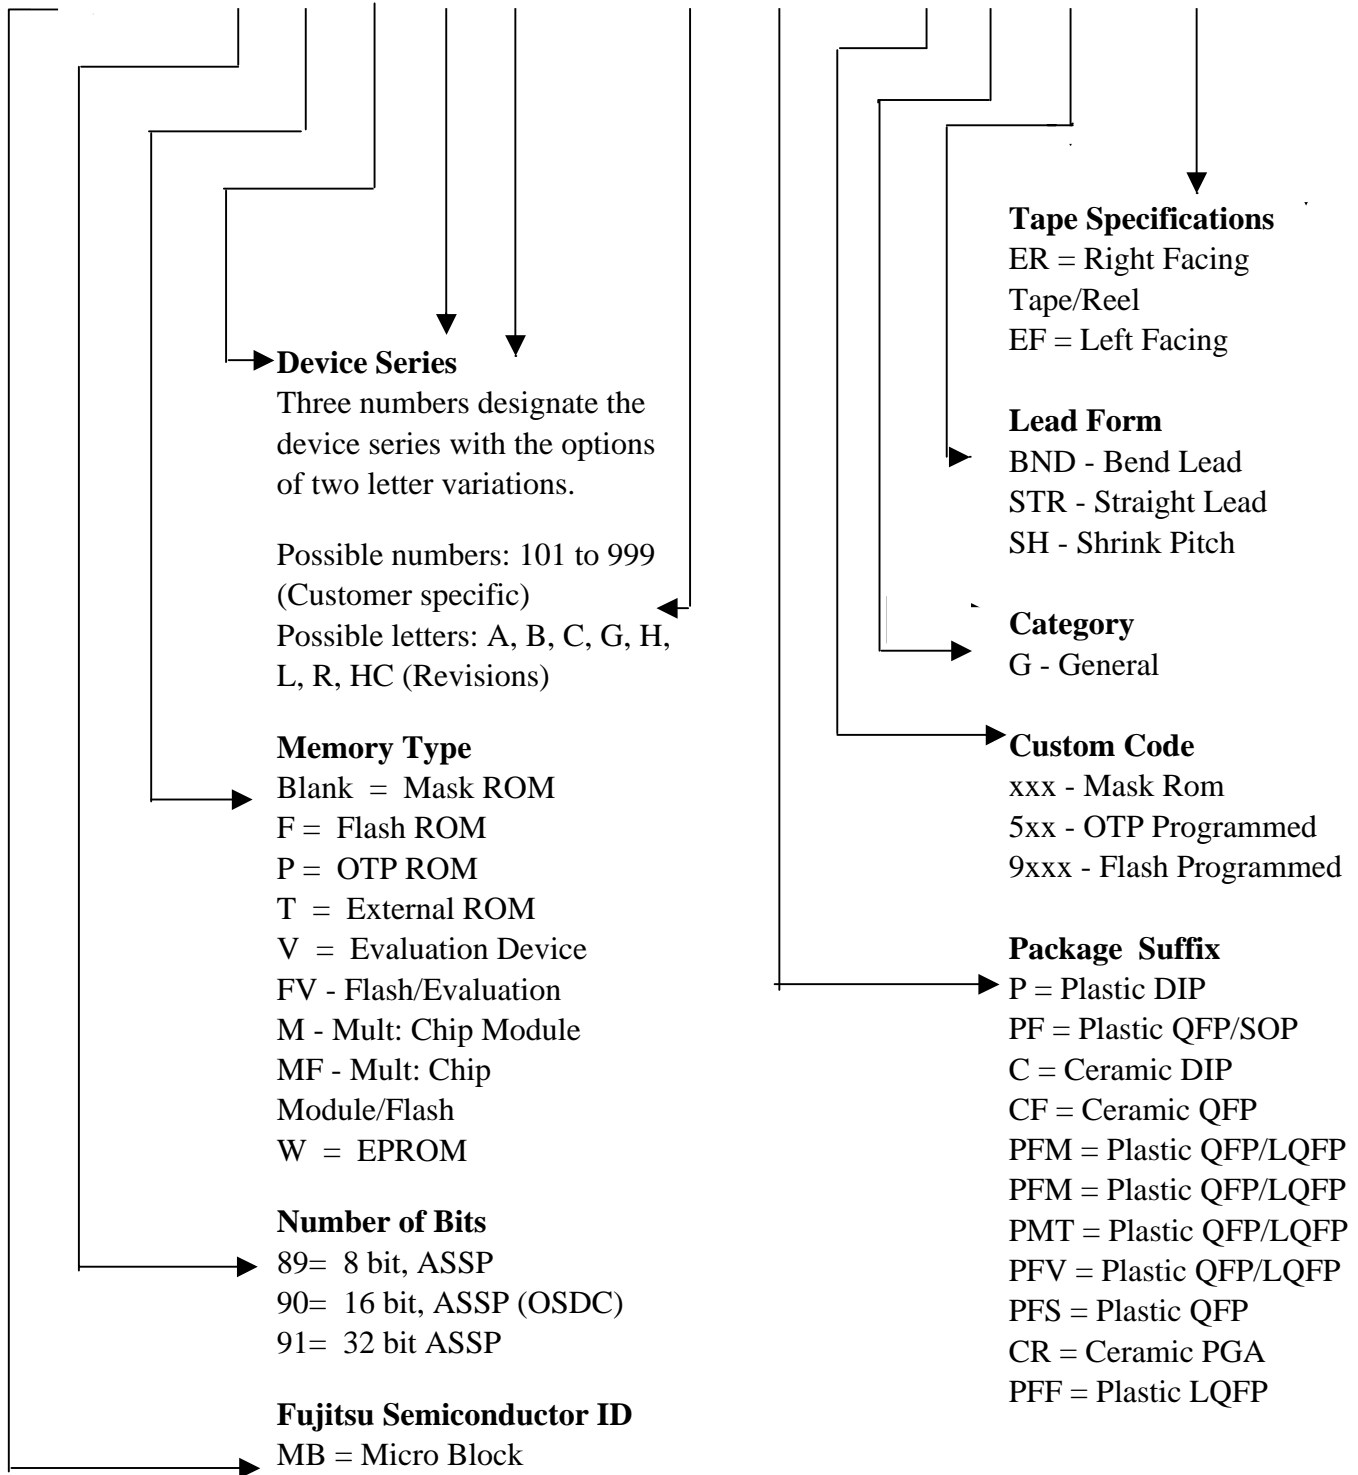 Device Series
Three numbers designate the
device series with the options
of two letter variations.
Possible numbers: 101 to 999
(Customer specific)
Possible letters: A, B, C, G, H,
L, R, HC (Revisions)
Memory Type
Blank = Mask ROM
F = Flash ROM
P = OTP ROM
T = External ROM
V = Evaluation Device
FV - Flash/Evaluation
M - Mult: Chip Module
MF - Mult: Chip
Module/Flash
W = EPROM
Number of Bits
89= 8 bit, ASSP
90= 16 bit, ASSP (OSDC)
91= 32 bit ASSP
Fujitsu Semiconductor ID
MB = Micro Block
Tape Specifications
ER = Right Facing
Tape/Reel
EF = Left Facing
Lead Form
BND - Bend Lead
STR - Straight Lead
SH - Shrink Pitch
Category
G - General
Custom Code
xxx - Mask Rom
5xx - OTP Programmed
9xxx - Flash Programmed
Package Suffix
P = Plastic DIP
PF = Plastic QFP/SOP
C = Ceramic DIP
CF = Ceramic QFP
PFM = Plastic QFP/LQFP
PFM = Plastic QFP/LQFP
PMT = Plastic QFP/LQFP
PFV = Plastic QFP/LQFP
PFS = Plastic QFP
CR = Ceramic PGA
PFF = Plastic LQFP